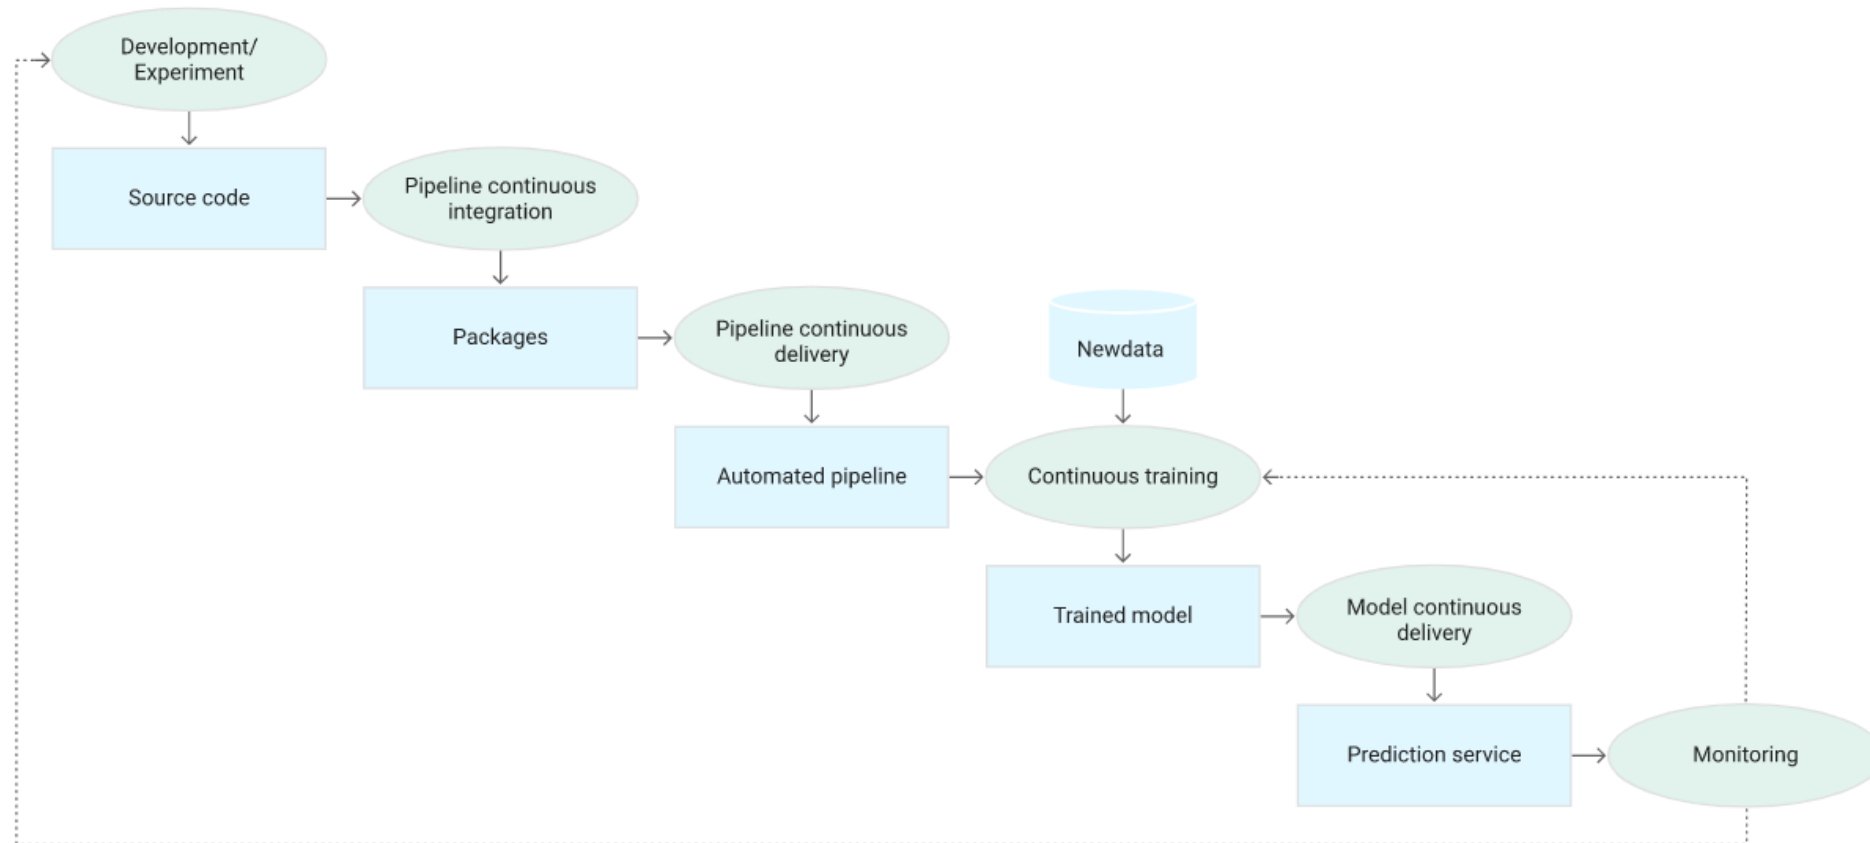 Development/
Experiment
Source code
Pipeline continuous
integration
Packages
Pipeline continuous
delivery
Newdata
Automated pipeline
Continuous training
Trained model
Model continuous
delivery
Prediction service
Monitoring